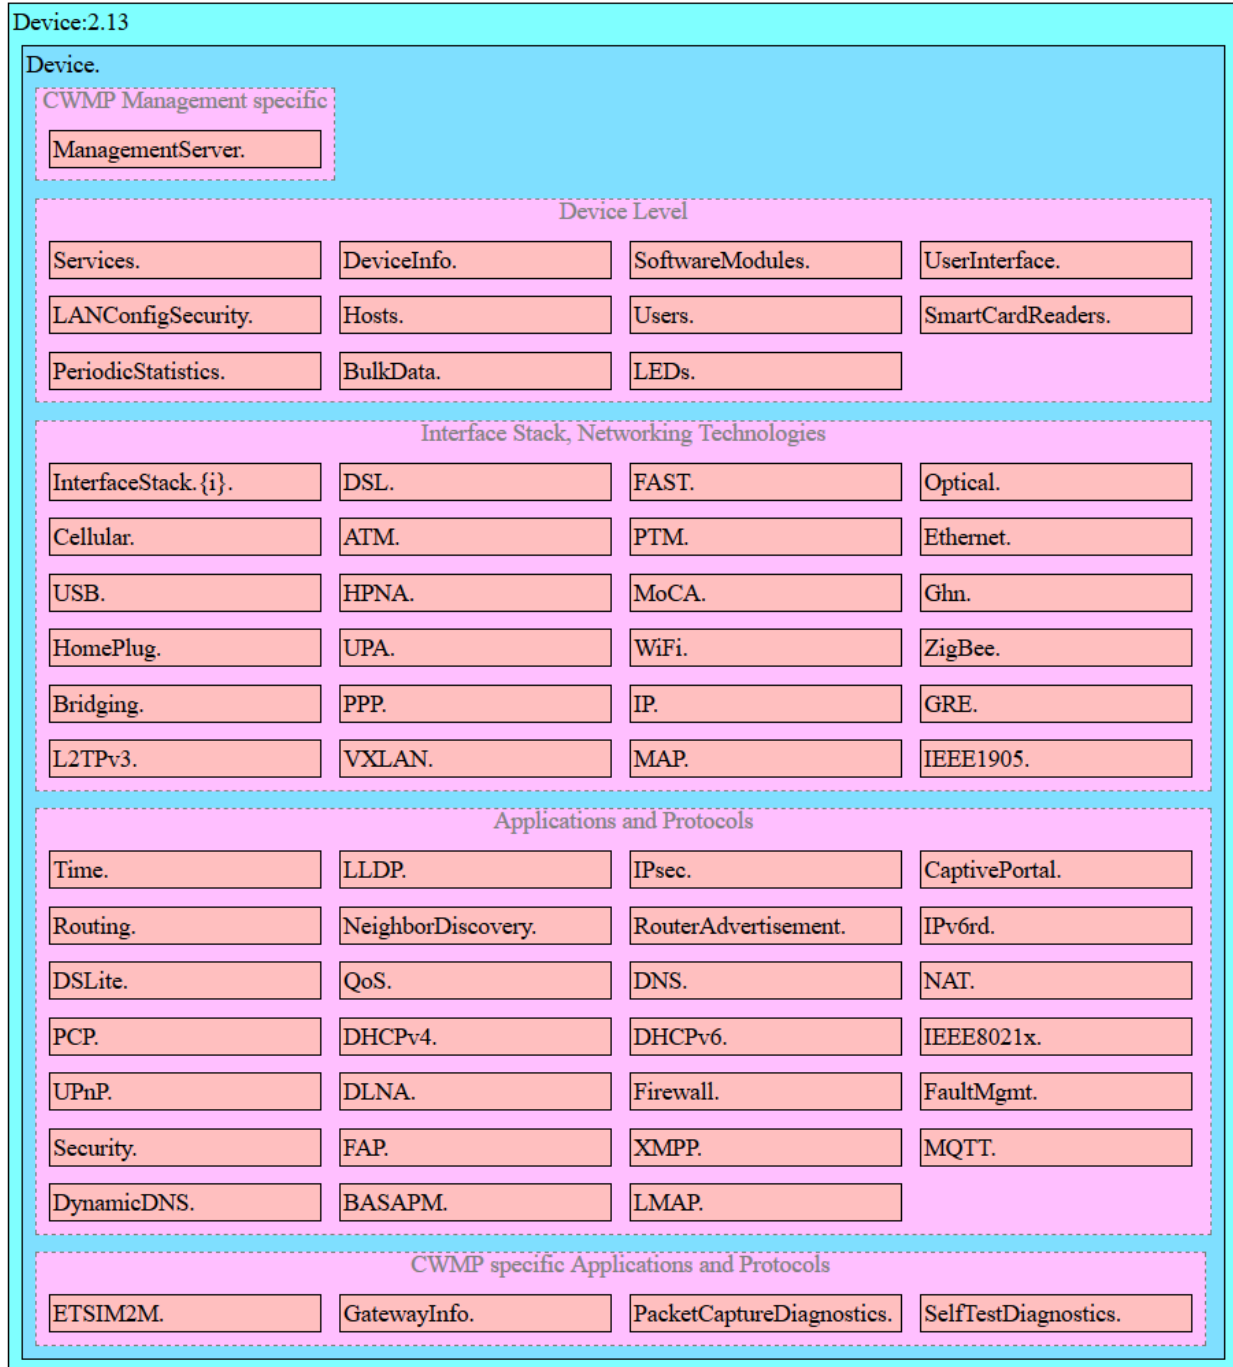 Device:2.13
Device.
CWMP Management specific
ManagementServer.
Device Level
Services. DeviceInfo. SoftwareModules. UserInterface.
LANConfigSecurity. Hosts. Users. SmartCardReaders.
PeriodicStatistics. BulkData. LEDs.
Interface Stack, Networking Technologies
InterfaceStack.{i}. DSL. FAST. Optical.
Cellular. ATM. PTM. Ethernet.
USB. HPNA. MoCA. Ghn.
HomePlug. UPA. WiFi. ZigBee.
Bridging. PPP. IP. GRE.
L2TPv3. VXLAN. MAP. IEEE1905.
Applications and Protocols
Time. LLDP. IPsec. CaptivePortal.
Routing. NeighborDiscovery. RouterAdvertisement. IPv6rd.
DSLite. QoS. DNS. NAT.
PCP. DHCPv4. DHCPv6. IEEE8021x.
UPnP. DLNA. Firewall. FaultMgmt.
Security. FAP. XMPP. MQTT.
DynamicDNS. BASAPM. LMAP.
CWMP specific Applications and Protocols
ETSIM2M. GatewayInfo. PacketCaptureDiagnostics. SelfTestDiagnostics.